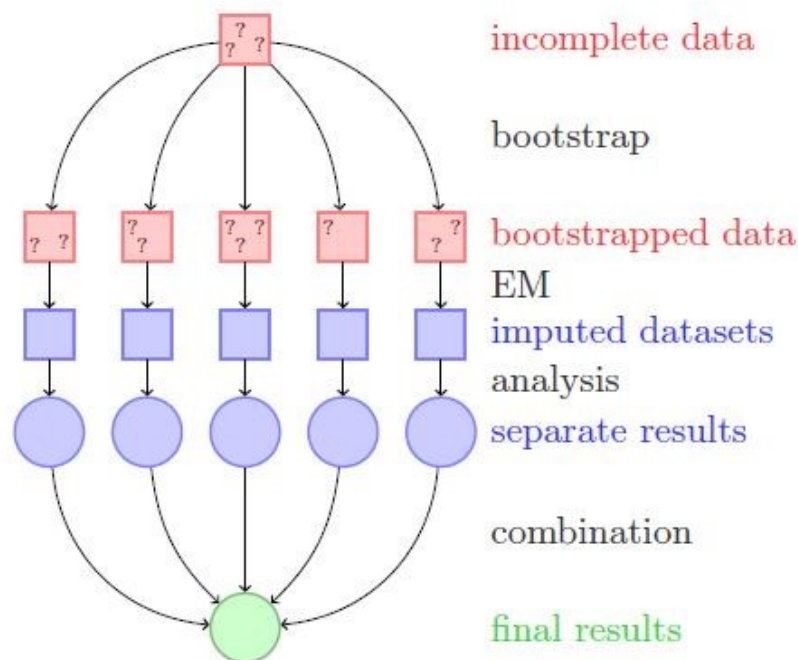 ? ? ?
incomplete data
bootstrap
? ? ? ? ? ? ? ? ? ?
bootstrapped data
EM
imputed datasets
analysis
separate results
combination
final results